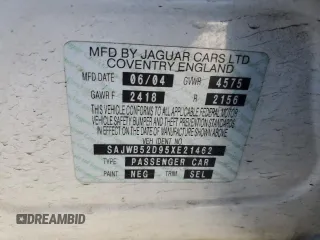 MFD BY JAGUAR CARS LTD
COVENTRY ENGLAND
MFD DATE 06/04 GVWR 4575
GAWR F 2418 R 2156
THIS VEHICLE CONFORMS TO ALL APPLICABLE FEDERAL MOTOR
VEHICLE SAFETY BUMPER AND THEFT PREVENTION STANDARDS
IN EFFECT ON THE DATE OF MANUFACTURE SHOWN ABOVE
VEH IDENT NO.
SAJWB52D95XE21462
TYPE PASSENGER CAR
PAINT NEG TRIM SEL
DREAMBID